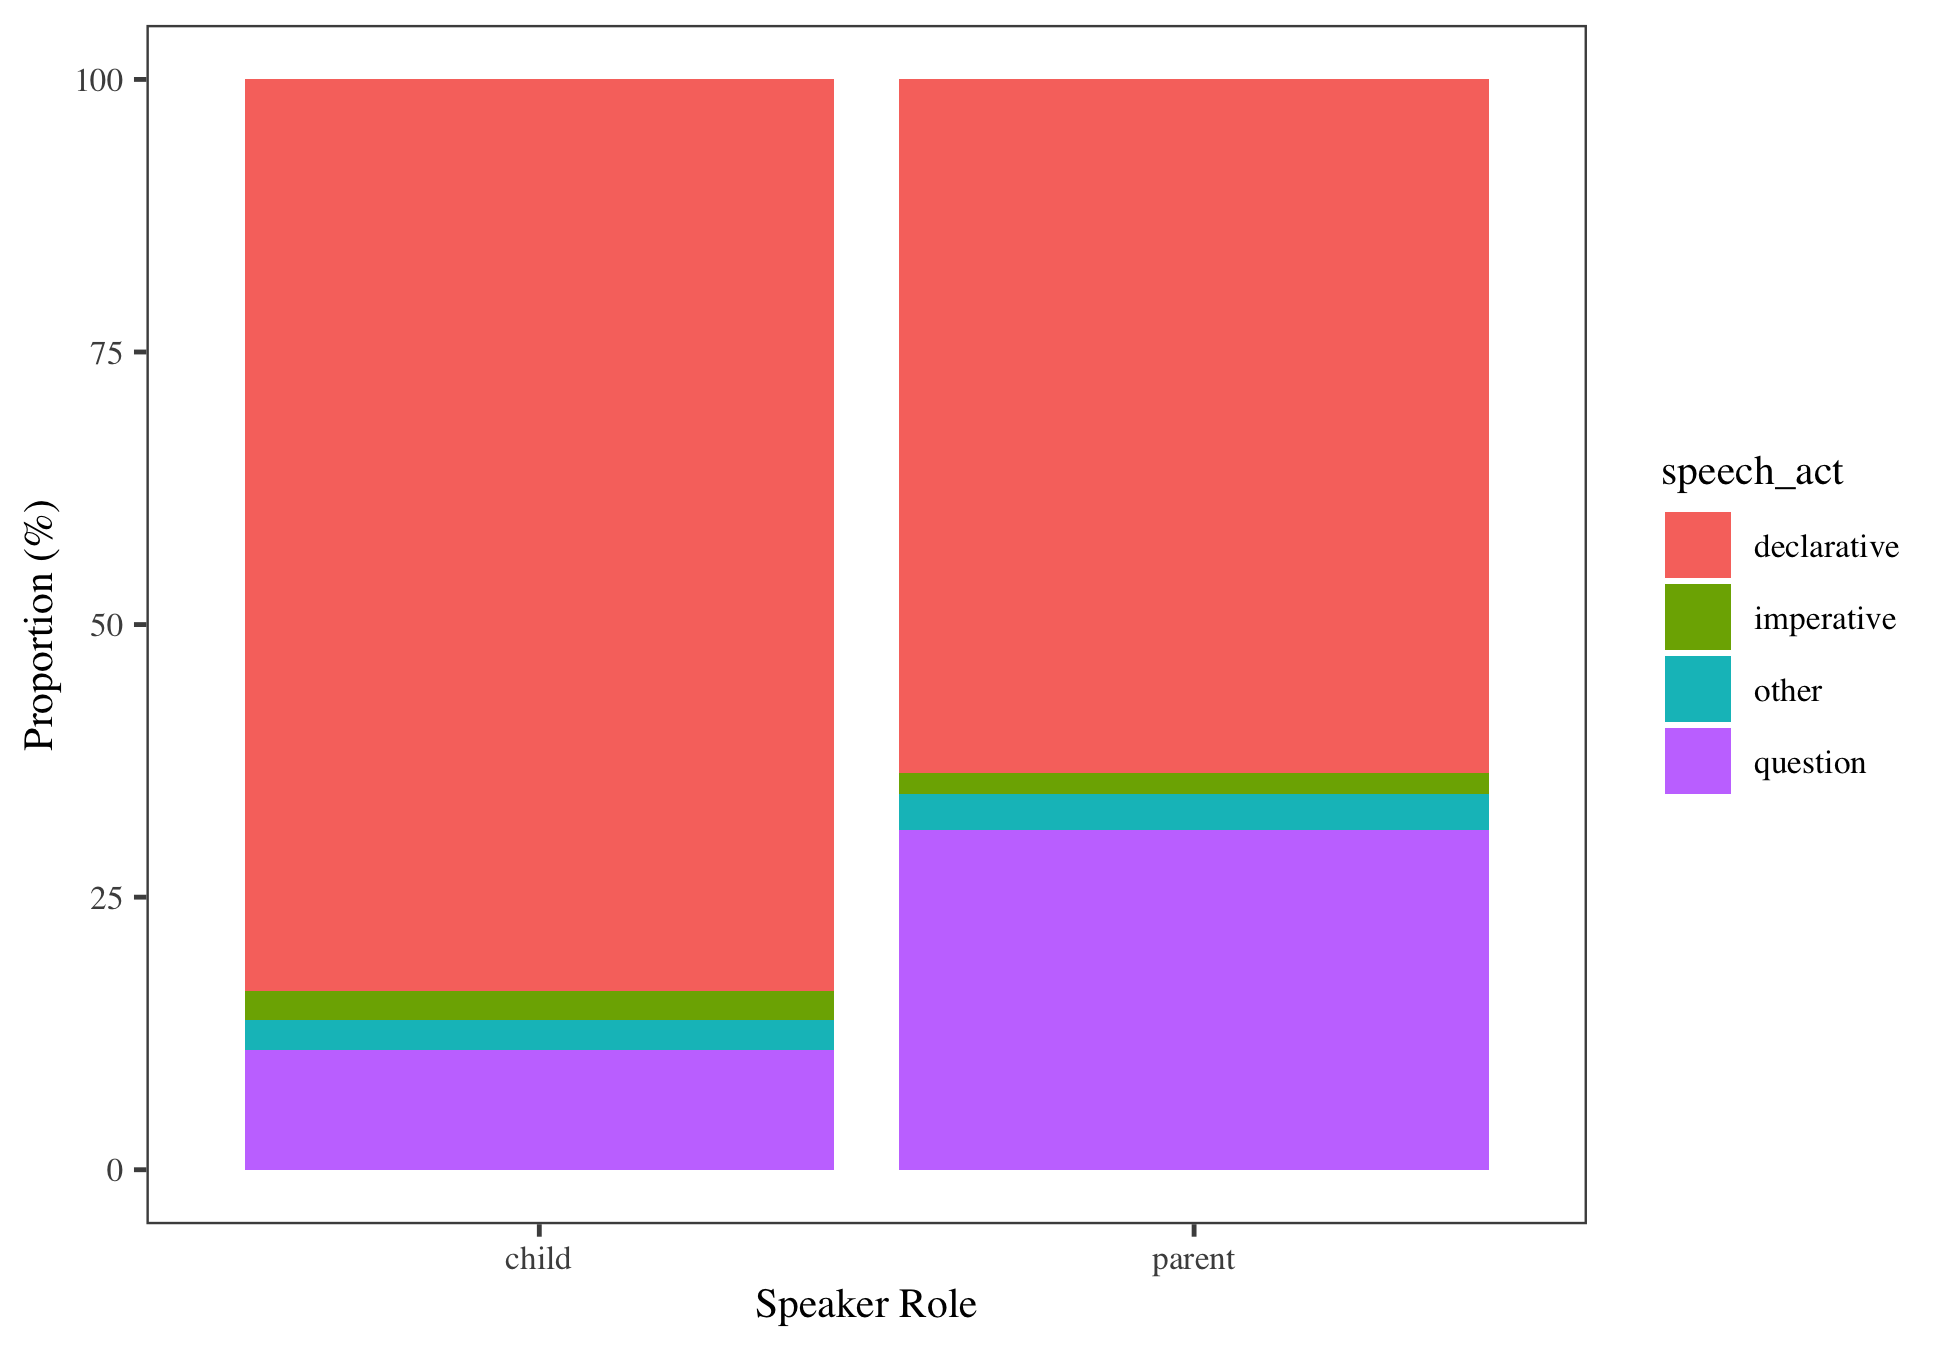 100
75
50
25
0
Proportion (%)
child
parent
Speaker Role
speech_act
declarative
imperative
other
question